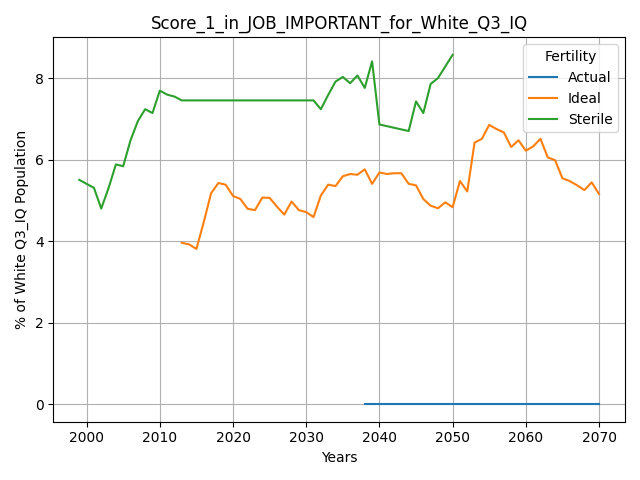 Score_1_in_JOB_IMPORTANT_for_White_Q3_IQ
Fertility
Actual
Ideal
Sterile
% of White Q3_IQ Population
8
6
4
2
0
2000 2010 2020 2030 2040 2050 2060 2070
Years